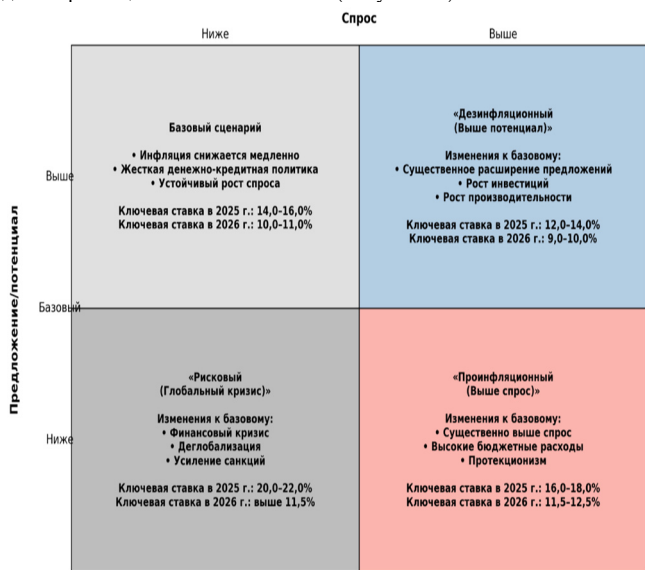 Спрос
Ниже
Выше
Предложение/потенциал
Выше
Базовый сценарий
• Инфляция снижается медленно
• Жесткая денежно-кредитная политика
• Устойчивый рост спроса
Ключевая ставка в 2025 г.: 14,0–16,0%
Ключевая ставка в 2026 г.: 10,0–11,0%
«Дезинфляционный
(Выше потенциал)»
Изменения к базовому:
• Существенное расширение предложений
• Рост инвестиций
• Рост производительности
Ключевая ставка в 2025 г.: 12,0–14,0%
Ключевая ставка в 2026 г.: 9,0–10,0%
Базовый
Ниже
«Рисковый
(Глобальный кризис)»
Изменения к базовому:
• Финансовый кризис
• Деглобализация
• Усиление санкций
Ключевая ставка в 2025 г.: 20,0–22,0%
Ключевая ставка в 2026 г.: выше 11,5%
«Проинфляционный
(Выше спрос)»
Изменения к базовому:
• Существенно выше спрос
• Высокие бюджетные расходы
• Протекционизм
Ключевая ставка в 2025 г.: 16,0–18,0%
Ключевая ставка в 2026 г.: 11,5–12,5%